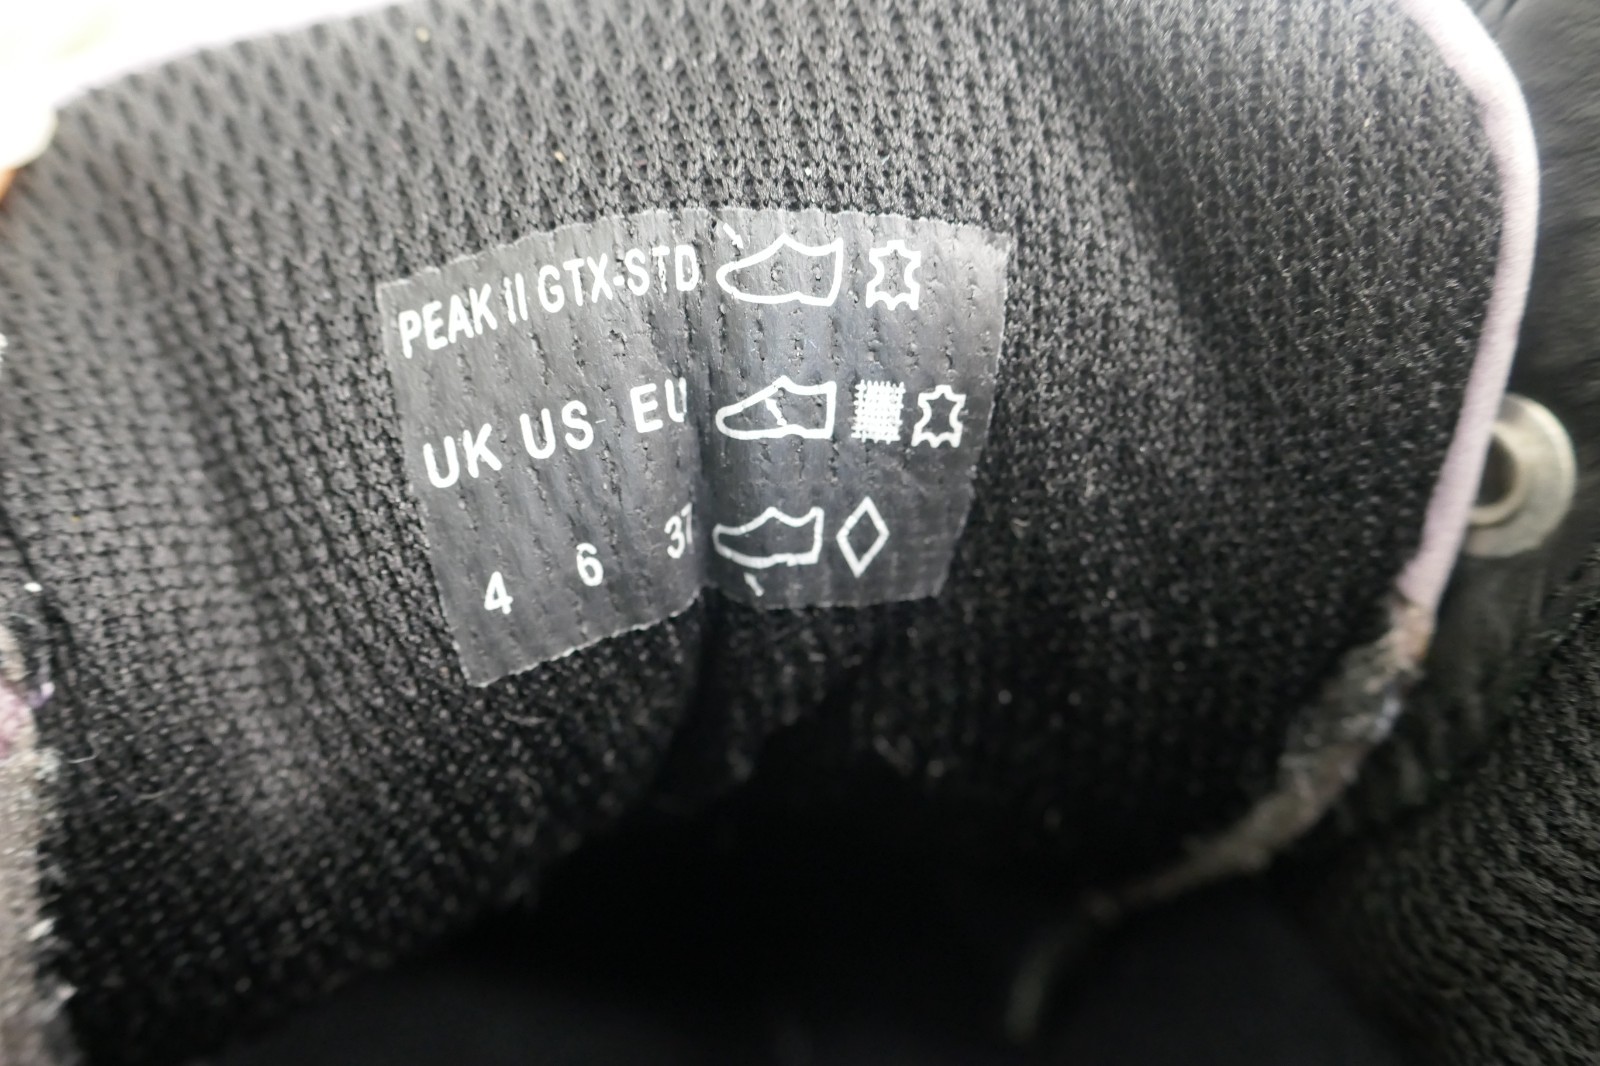 PEAK II GTX-STD
UK US EU
4 6 37